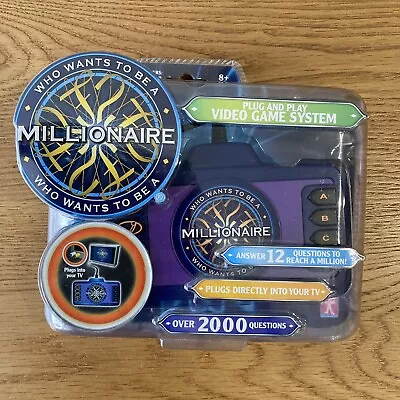 8+
WHO WANTS TO BE A
MILLIONAIRE
WHO WANTS TO BE A
PLUG AND PLAY
VIDEO GAME SYSTEM
WHO WANTS TO BE A
MILLIONAIRE
WHO WANTS TO BE A
A
B
C
D
Plugs into
your TV
ANSWER 12 QUESTIONS
TO REACH A MILLION!
PLUGS DIRECTLY INTO YOUR TV
OVER 2000 QUESTIONS